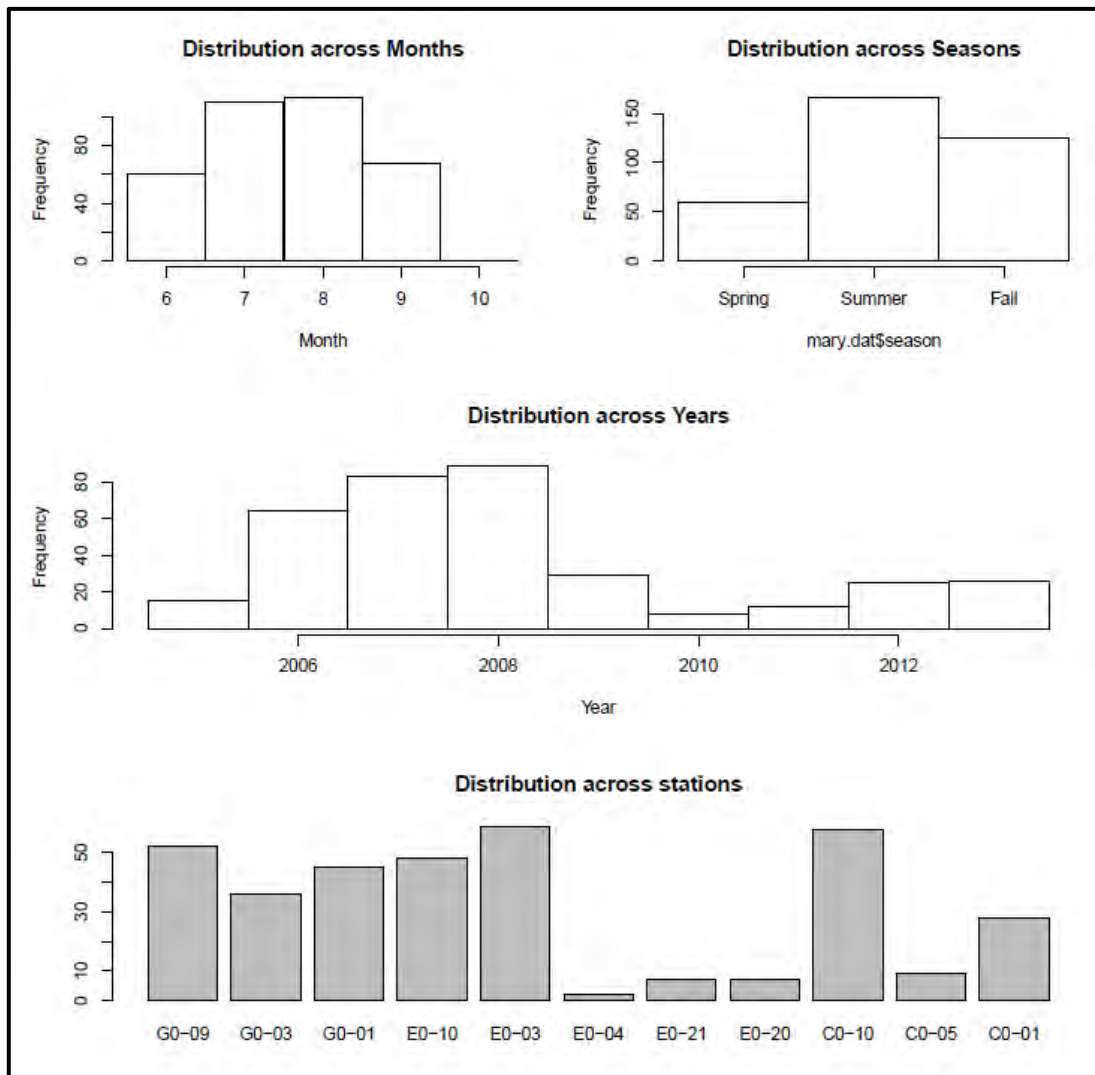 Distribution across Months
Frequency
0 40 80
6 7 8 9 10
Month
Distribution across Seasons
Frequency
0 50 100 150
Spring Summer Fall
mary.dat$season
Distribution across Years
Frequency
0 20 40 60 80
2006 2008 2010 2012
Year
Distribution across stations
0 10 30 50
G0−09 G0−03 G0−01 E0−10 E0−03 E0−04 E0−21 E0−20 C0−10 C0−05 C0−01